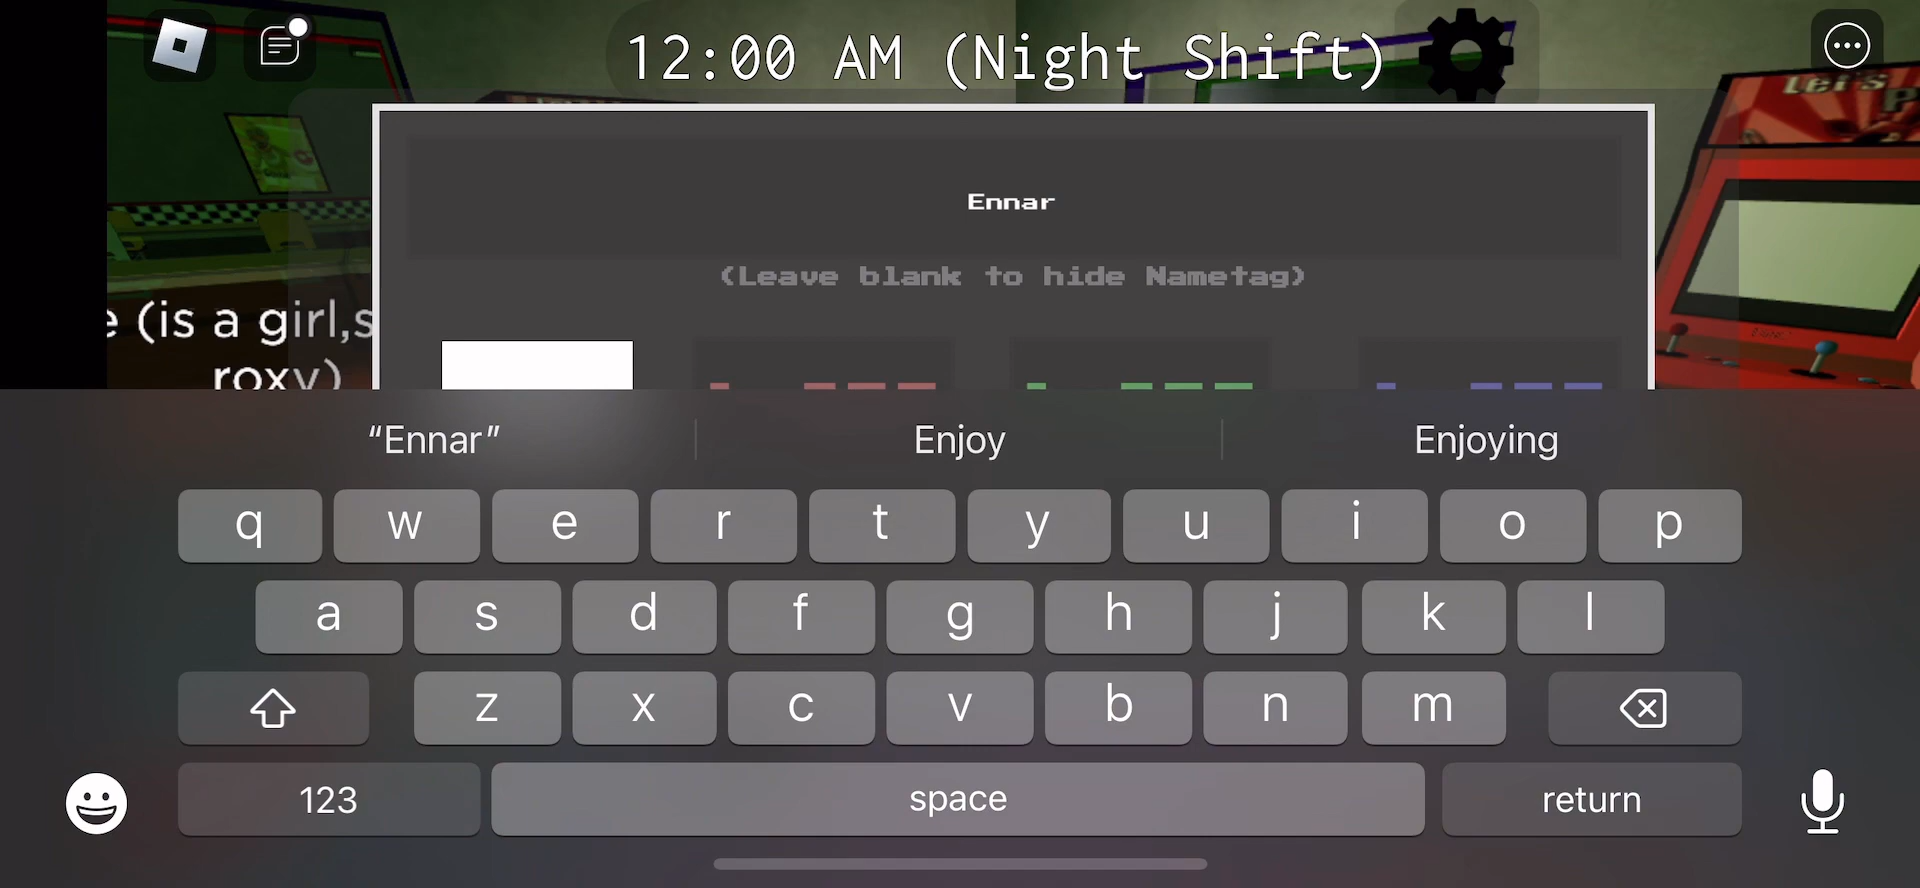 12:00 AM (Night Shift)
Let's
Ennar
(Leave blank to hide Nametag)
(is a girl,s
roxy)
“Ennar” Enjoy Enjoying
q w e r t y u i o p
a s d f g h j k l
z x c v b n m
123 space return